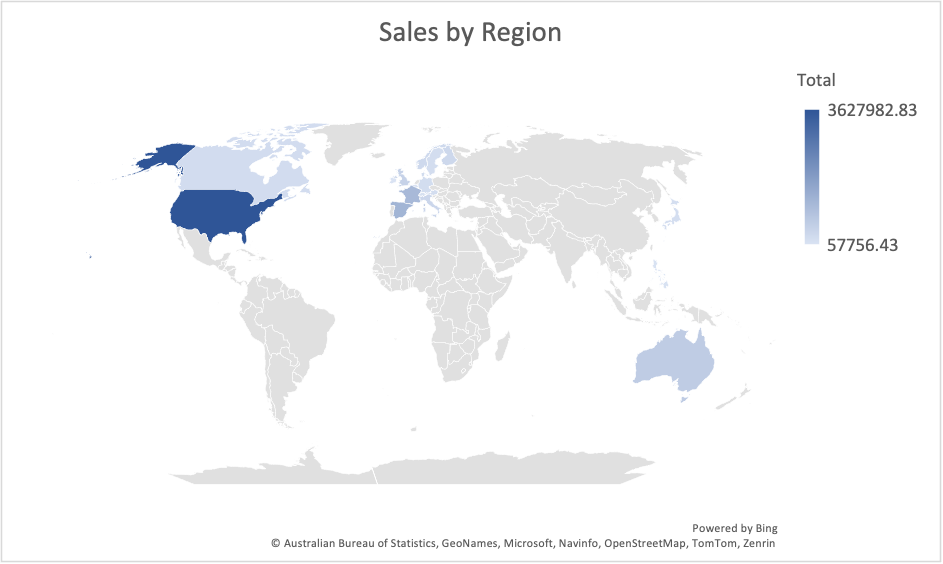 Sales by Region
Total
3627982.83
57756.43
Powered by Bing
© Australian Bureau of Statistics, GeoNames, Microsoft, Navinfo, OpenStreetMap, TomTom, Zenrin